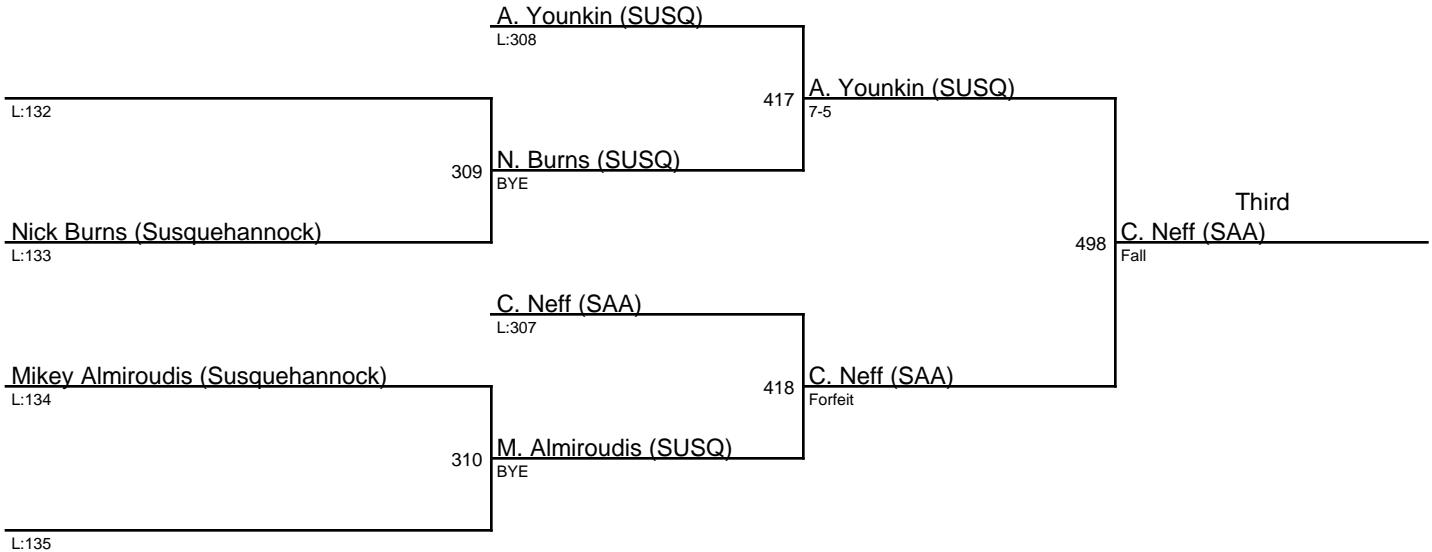 A. Younkin (SUSQ)
L:308
417
A. Younkin (SUSQ)
7-5
L:132
309
N. Burns (SUSQ)
BYE
Third
Nick Burns (Susquehannock)
L:133
498
C. Neff (SAA)
Fall
C. Neff (SAA)
L:307
Mikey Almiroudis (Susquehannock)
L:134
418
C. Neff (SAA)
Forfeit
310
M. Almiroudis (SUSQ)
BYE
L:135